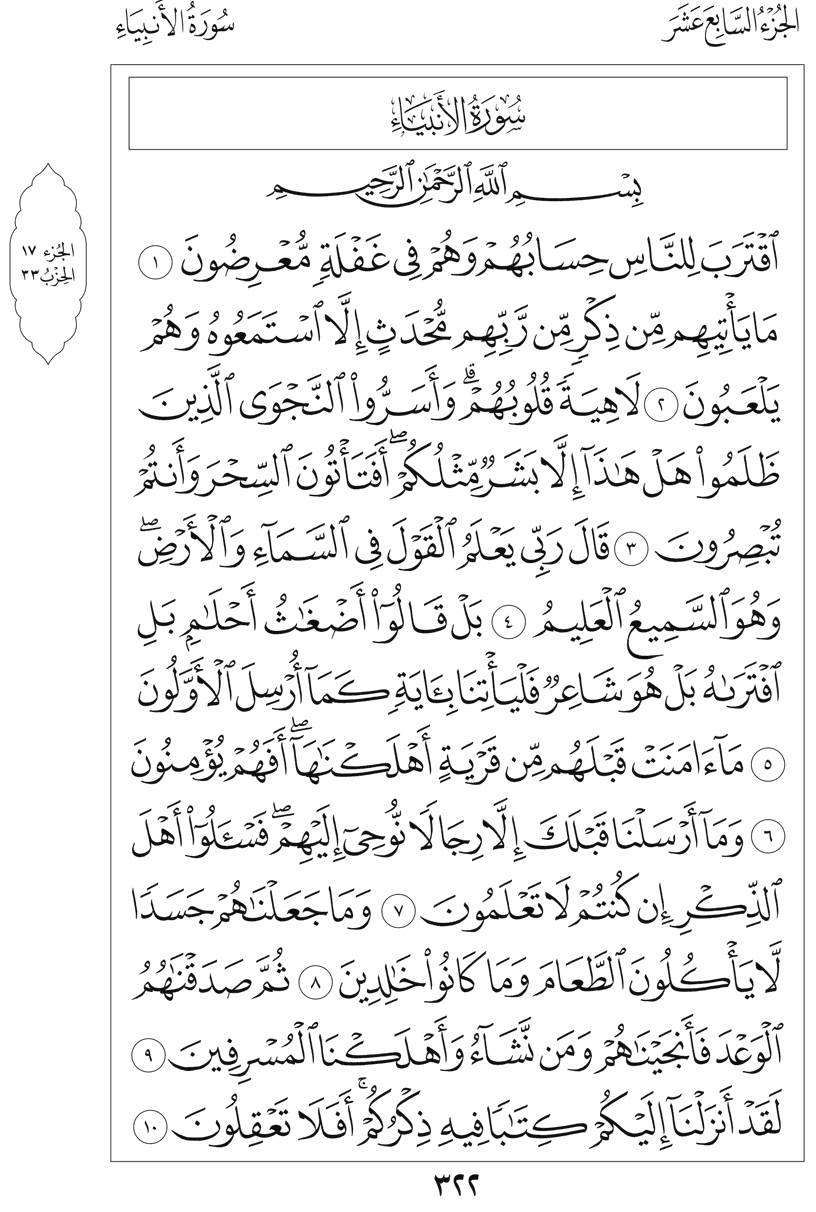 الجُزْءُ السَّابِعَ عَشَرَ
سُورَةُ الأَنبِيَاءِ
سُورَةُ الأَنبِيَاءِ
بِسْمِ ٱللَّهِ ٱلرَّحْمَٰنِ ٱلرَّحِيمِ
ٱقْتَرَبَ لِلنَّاسِ حِسَابُهُمْ وَهُمْ فِي غَفْلَةٍ مُّعْرِضُونَ ١
مَا يَأْتِيهِم مِّن ذِكْرٍ مِّن رَّبِّهِم مُّحْدَثٍ إِلَّا ٱسْتَمَعُوهُ وَهُمْ
يَلْعَبُونَ ٢ لَاهِيَةً قُلُوبُهُمْ ۗ وَأَسَرُّوا۟ ٱلنَّجْوَى ٱلَّذِينَ
ظَلَمُوا۟ هَلْ هَٰذَآ إِلَّا بَشَرٌ مِّثْلُكُمْ ۖ أَفَتَأْتُونَ ٱلسِّحْرَ وَأَنتُمْ
تُبْصِرُونَ ٣ قَالَ رَبِّي يَعْلَمُ ٱلْقَوْلَ فِي ٱلسَّمَآءِ وَٱلْأَرْضِ ۖ
وَهُوَ ٱلسَّمِيعُ ٱلْعَلِيمُ ٤ بَلْ قَالُوٓا۟ أَضْغَٰثُ أَحْلَٰمٍۭ بَلِ
ٱفْتَرَىٰهُ بَلْ هُوَ شَاعِرٌ فَلْيَأْتِنَا بِـَٔايَةٍ كَمَآ أُرْسِلَ ٱلْأَوَّلُونَ
٥ مَآ ءَامَنَتْ قَبْلَهُم مِّن قَرْيَةٍ أَهْلَكْنَٰهَآ ۖ أَفَهُمْ يُؤْمِنُونَ
٦ وَمَآ أَرْسَلْنَا قَبْلَكَ إِلَّا رِجَالًا نُّوحِىٓ إِلَيْهِمْ ۖ فَسْـَٔلُوٓا۟ أَهْلَ
ٱلذِّكْرِ إِن كُنتُمْ لَا تَعْلَمُونَ ٧ وَمَا جَعَلْنَٰهُمْ جَسَدًا
لَّا يَأْكُلُونَ ٱلطَّعَامَ وَمَا كَانُوا۟ خَٰلِدِينَ ٨ ثُمَّ صَدَقْنَٰهُمُ
ٱلْوَعْدَ فَأَنجَيْنَٰهُمْ وَمَن نَّشَآءُ وَأَهْلَكْنَا ٱلْمُسْرِفِينَ ٩
لَقَدْ أَنزَلْنَآ إِلَيْكُمْ كِتَٰبًا فِيهِ ذِكْرُكُمْ ۚ أَفَلَا تَعْقِلُونَ ١٠
الجُزء ١٧
الحِزْبُ ٣٣
٣٢٢